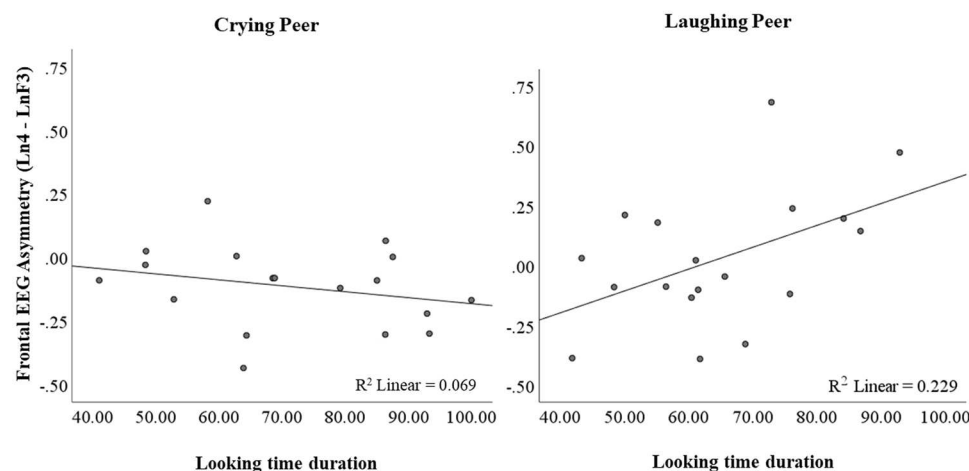 Crying Peer
Frontal EEG Asymmetry (Ln4 - LnF3)
.75
.50
.25
.00
-.25
-.50
R² Linear = 0.069
40.00 50.00 60.00 70.00 80.00 90.00 100.00
Looking time duration
Laughing Peer
.75
.50
.25
.00
-.25
-.50
R² Linear = 0.229
40.00 50.00 60.00 70.00 80.00 90.00 100.00
Looking time duration